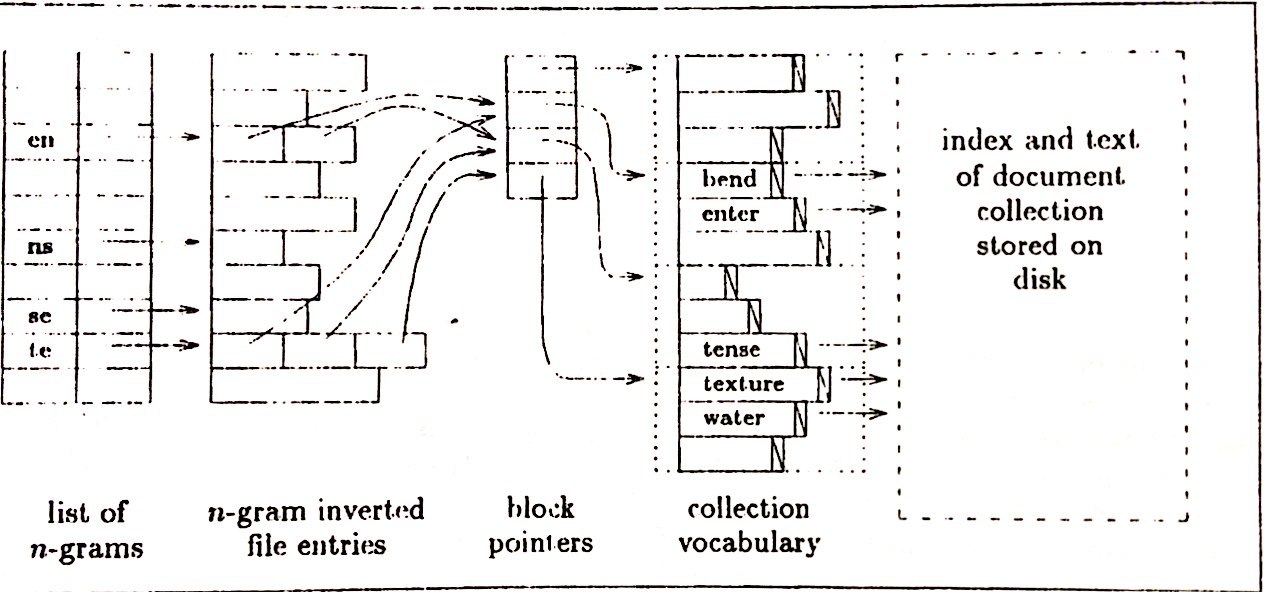 en
ns
se
te
bend
enter
tense
texture
water
index and text
of document
collection
stored on
disk
list of
n-grams
n-gram inverted
file entries
block
pointers
collection
vocabulary